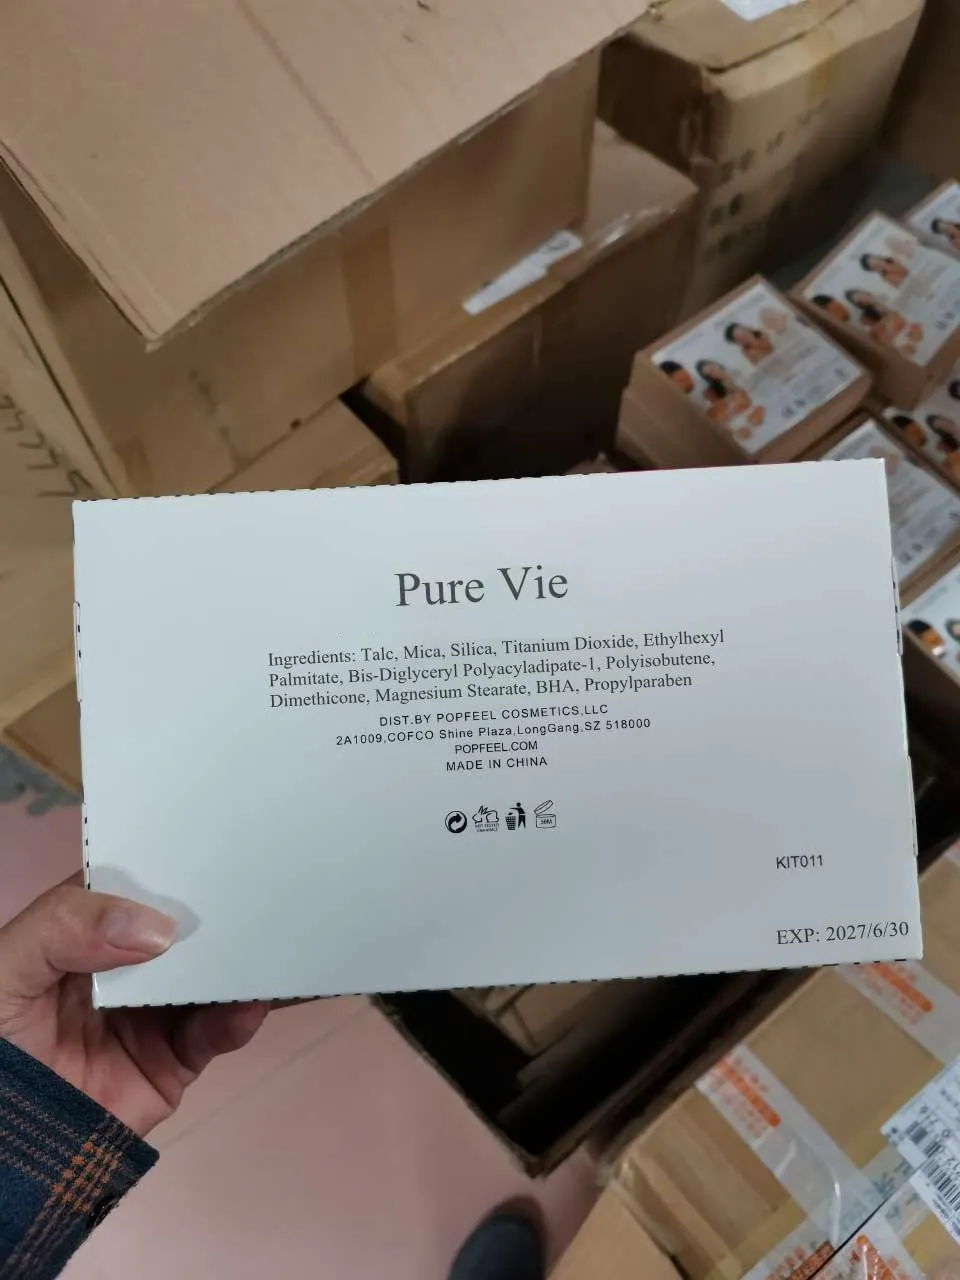 Pure Vie
Ingredients: Talc, Mica, Silica, Titanium Dioxide, Ethylhexyl
Palmitate, Bis-Diglyceryl Polyacyladipate-1, Polyisobutene,
Dimethicone, Magnesium Stearate, BHA, Propylparaben
DIST.BY POPFEEL COSMETICS,LLC
2A1009,COFCO Shine Plaza,LongGang,SZ 518000
POPFEEL.COM
MADE IN CHINA
KIT011
EXP: 2027/6/30